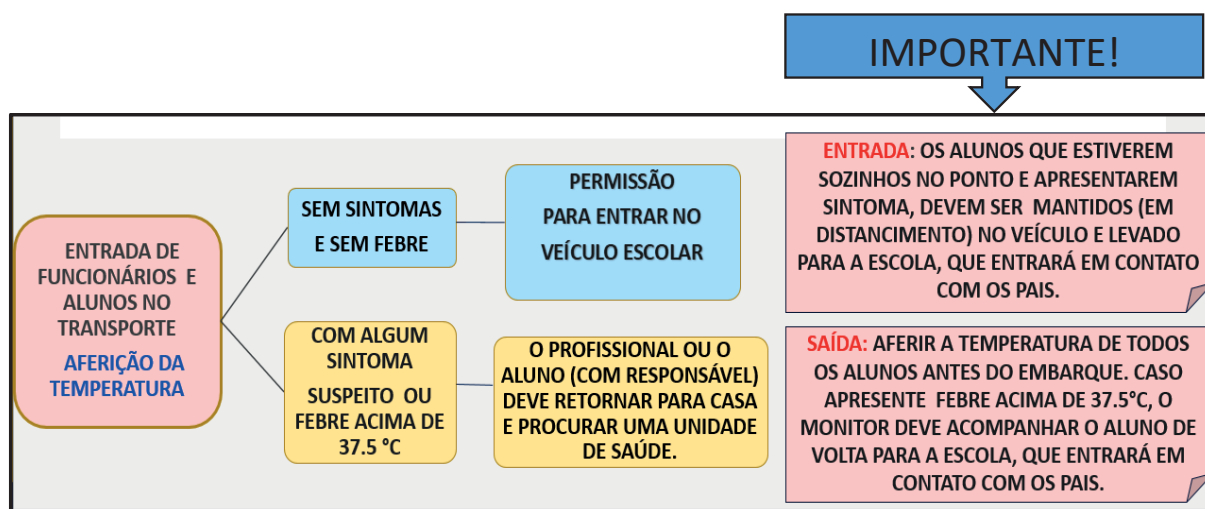 IMPORTANTE!
ENTRADA DE
FUNCIONÁRIOS E
ALUNOS NO
TRANSPORTE
AFERIÇÃO DA
TEMPERATURA
SEM SINTOMAS
E SEM FEBRE
PERMISSÃO
PARA ENTRAR NO
VEÍCULO ESCOLAR
COM ALGUM
SINTOMA
SUSPEITO OU
FEBRE ACIMA DE
37.5 °C
O PROFISSIONAL OU O
ALUNO (COM RESPONSÁVEL)
DEVE RETORNAR PARA CASA
E PROCURAR UMA UNIDADE
DE SAÚDE.
ENTRADA: OS ALUNOS QUE ESTIVEREM
SOZINHOS NO PONTO E APRESENTAREM
SINTOMA, DEVEM SER MANTIDOS (EM
DISTANCIMENTO) NO VEÍCULO E LEVADO
PARA A ESCOLA, QUE ENTRARÁ EM CONTATO
COM OS PAIS.
SAÍDA: AFERIR A TEMPERATURA DE TODOS
OS ALUNOS ANTES DO EMBARQUE. CASO
APRESENTE FEBRE ACIMA DE 37.5°C, O
MONITOR DEVE ACOMPANHAR O ALUNO DE
VOLTA PARA A ESCOLA, QUE ENTRARÁ EM
CONTATO COM OS PAIS.